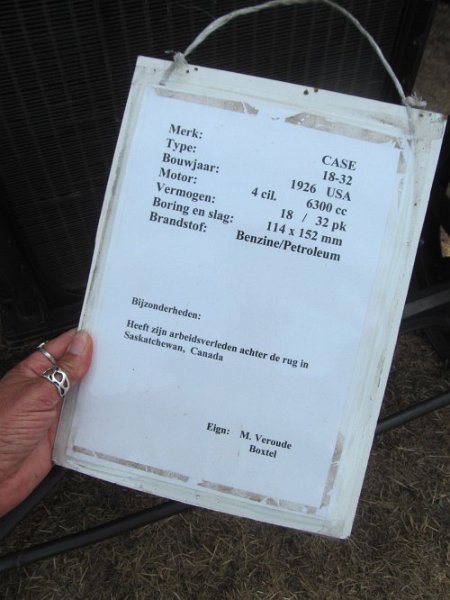 Merk: CASE
Type: 18-32
Bouwjaar: 1926 USA
Motor: 4 cil. 6300 cc
Vermogen: 18 / 32 pk
Boring en slag: 114 x 152 mm
Brandstof: Benzine/Petroleum
Bijzonderheden:
Heeft zijn arbeidsverleden achter de rug in
Saskatchewan, Canada
Eign: M. Veroude
Boxtel